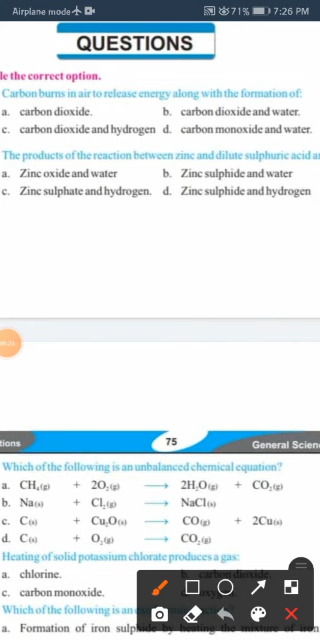 Airplane mode 71% 7:26 PM
QUESTIONS
le the correct option.
Carbon burns in air to release energy along with the formation of:
a. carbon dioxide. b. carbon dioxide and water.
c. carbon dioxide and hydrogen d. carbon monoxide and water.
The products of the reaction between zinc and dilute sulphuric acid a
a. Zinc oxide and water b. Zinc sulphide and water
c. Zinc sulphate and hydrogen. d. Zinc sulphide and hydrogen
tions 75 General Scien
Which of the following is an unbalanced chemical equation?
a. CH₄(g) + 2O₂(g) → 2H₂O(g) + CO₂(g)
b. Na(s) + Cl₂(g) → NaCl(s)
c. C(s) + Cu₂O(s) → CO(g) + 2Cu(s)
d. C(s) + O₂(g) → CO₂(g)
Heating of solid potassium chlorate produces a gas:
a. chlorine. b. carbon dioxide.
c. carbon monoxide.
Which of the following is an
a. Formation of iron sulphide by heating the mixture of iron